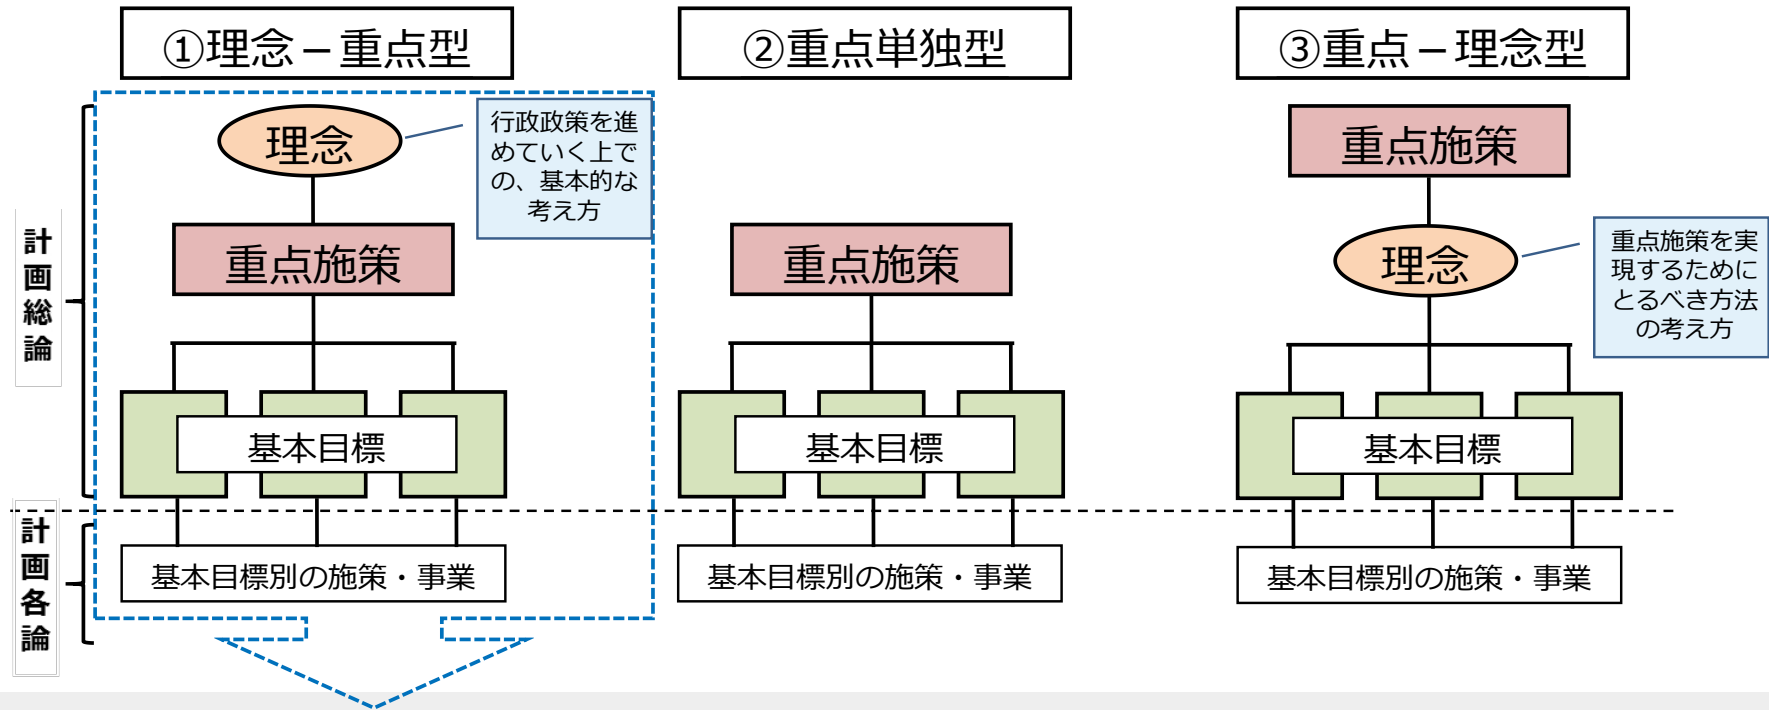 ①理念－重点型
②重点単独型
③重点－理念型
理念
行政政策を進
めていく上で
の、基本的な
考え方
重点施策
基本目標
基本目標別の施策・事業
重点施策
基本目標
基本目標別の施策・事業
重点施策
理念
重点施策を実
現するために
とるべき方法
の考え方
基本目標
基本目標別の施策・事業
計画総論
計画各論